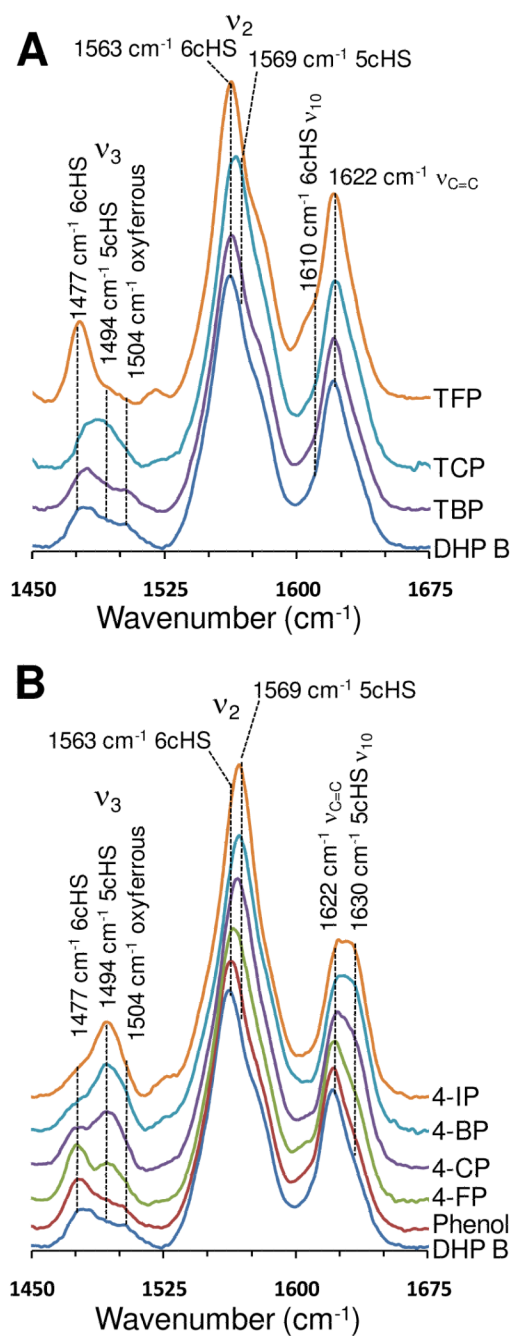 A
ν2
1563 cm-1 6cHS
1569 cm-1 5cHS
ν3
1477 cm-1 6cHS
1494 cm-1 5cHS
1504 cm-1 oxyferrous
1610 cm-1 6cHS ν10
1622 cm-1 νC=C
TFP
TCP
TBP
DHP B
1450 1525 1600 1675
Wavenumber (cm-1)
B
ν2
1569 cm-1 5cHS
1563 cm-1 6cHS
ν3
1477 cm-1 6cHS
1494 cm-1 5cHS
1504 cm-1 oxyferrous
1622 cm-1 νC=C
1630 cm-1 5cHS ν10
4-IP
4-BP
4-CP
4-FP
Phenol
DHP B
1450 1525 1600 1675
Wavenumber (cm-1)